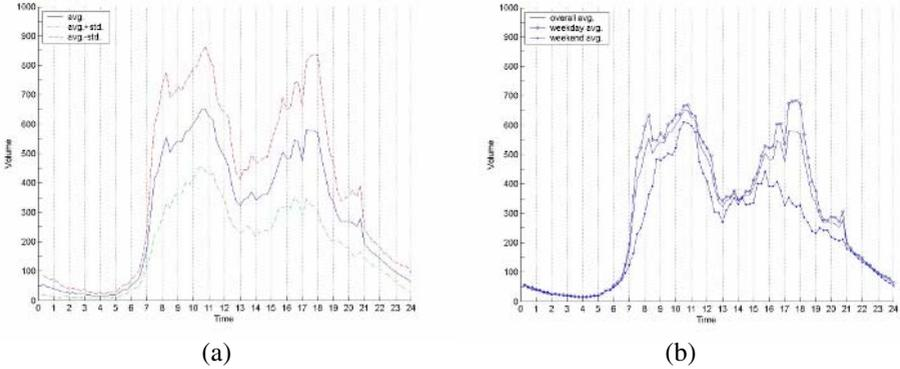 1000
900
800
700
600
500
400
300
200
100
0
Volume
avg.
avg.+std.
avg.-std.
0 1 2 3 4 5 6 7 8 9 10 11 12 13 14 15 16 17 18 19 20 21 22 23 24
Time
(a)
1000
900
800
700
600
500
400
300
200
100
0
Volume
overall avg.
weekday avg.
weekend avg.
0 1 2 3 4 5 6 7 8 9 10 11 12 13 14 15 16 17 18 19 20 21 22 23 24
Time
(b)